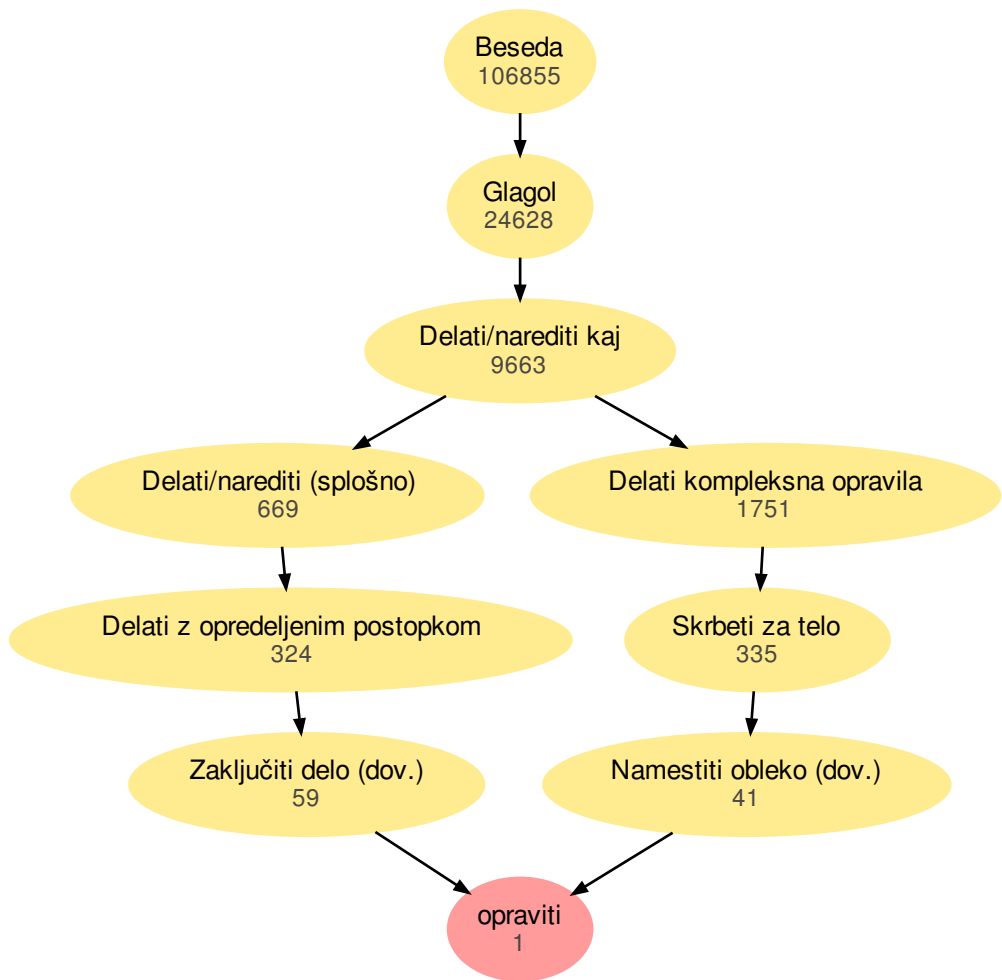 Beseda
106855
Glagol
24628
Delati/narediti kaj
9663
Delati/narediti (splošno)
669
Delati kompleksna opravila
1751
Delati z opredeljenim postopkom
324
Skrbeti za telo
335
Zaključiti delo (dov.)
59
Namestiti obleko (dov.)
41
opraviti
1